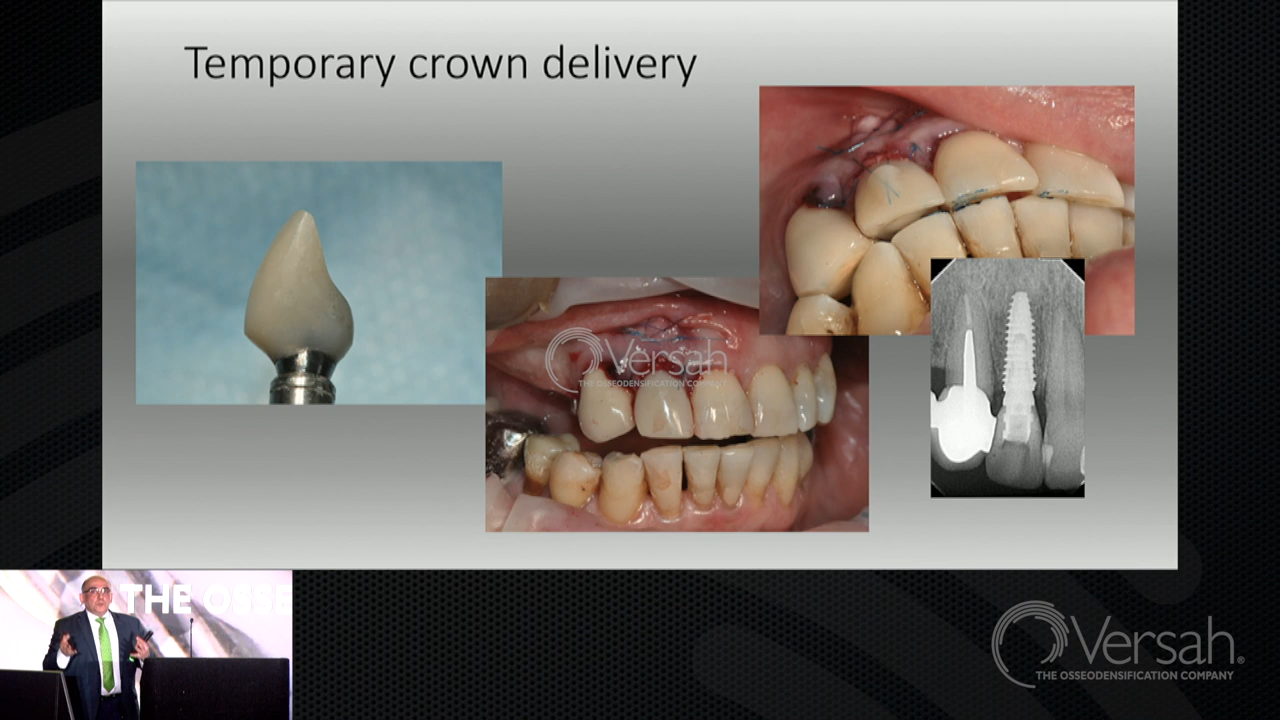 Temporary crown delivery
Versah
THE OSSEODENSIFICATION COMPANY
THE OSSE
Versah®
THE OSSEODENSIFICATION COMPANY